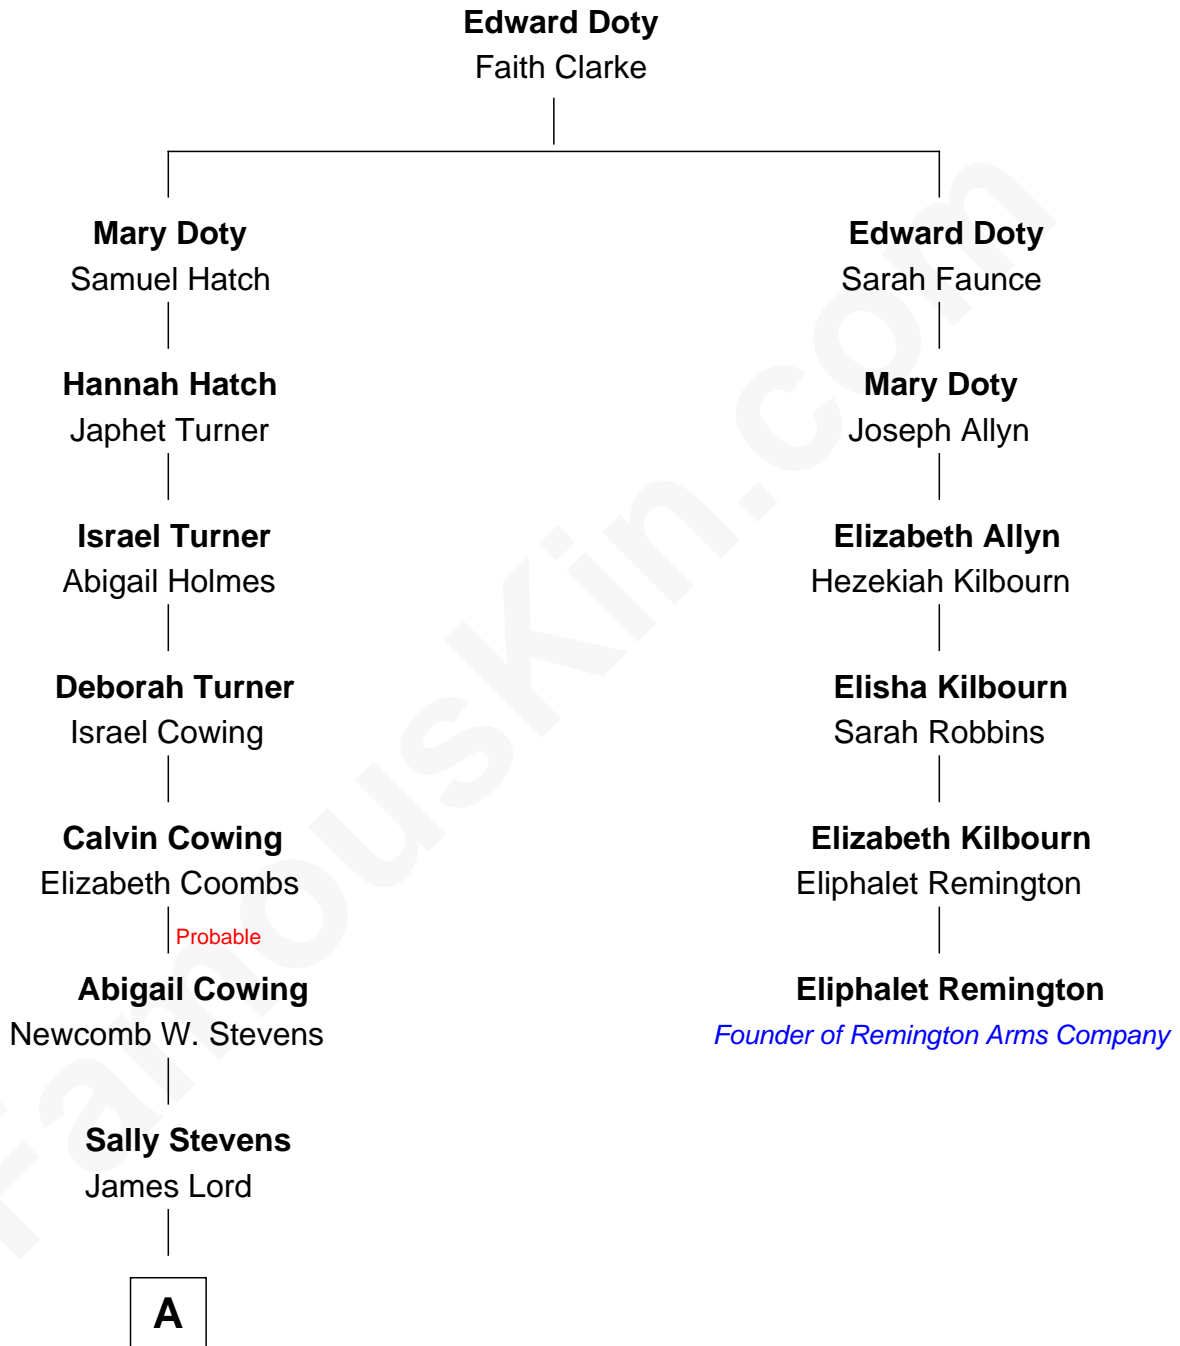 Edward Doty
Faith Clarke
Mary Doty
Samuel Hatch
Hannah Hatch
Japhet Turner
Israel Turner
Abigail Holmes
Deborah Turner
Israel Cowing
Calvin Cowing
Elizabeth Coombs
Probable
Abigail Cowing
Newcomb W. Stevens
Sally Stevens
James Lord
A
Edward Doty
Sarah Faunce
Mary Doty
Joseph Allyn
Elizabeth Allyn
Hezekiah Kilbourn
Elisha Kilbourn
Sarah Robbins
Elizabeth Kilbourn
Eliphalet Remington
Eliphalet Remington
Founder of Remington Arms Company
FamousKin.com